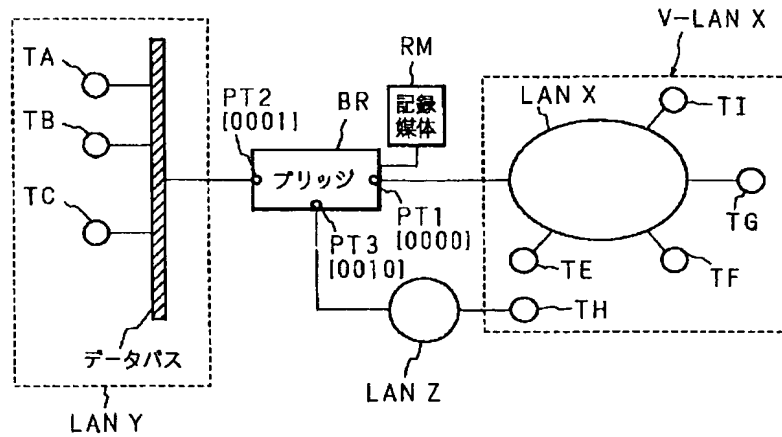 V-LAN X
RM
TA
BR
記録
媒体
LAN X
TI
PT2
[0001]
TB
ブリッジ
TG
TC
PT1
[0000]
PT3
[0010]
TE
TF
TH
データバス
LAN Z
LAN Y